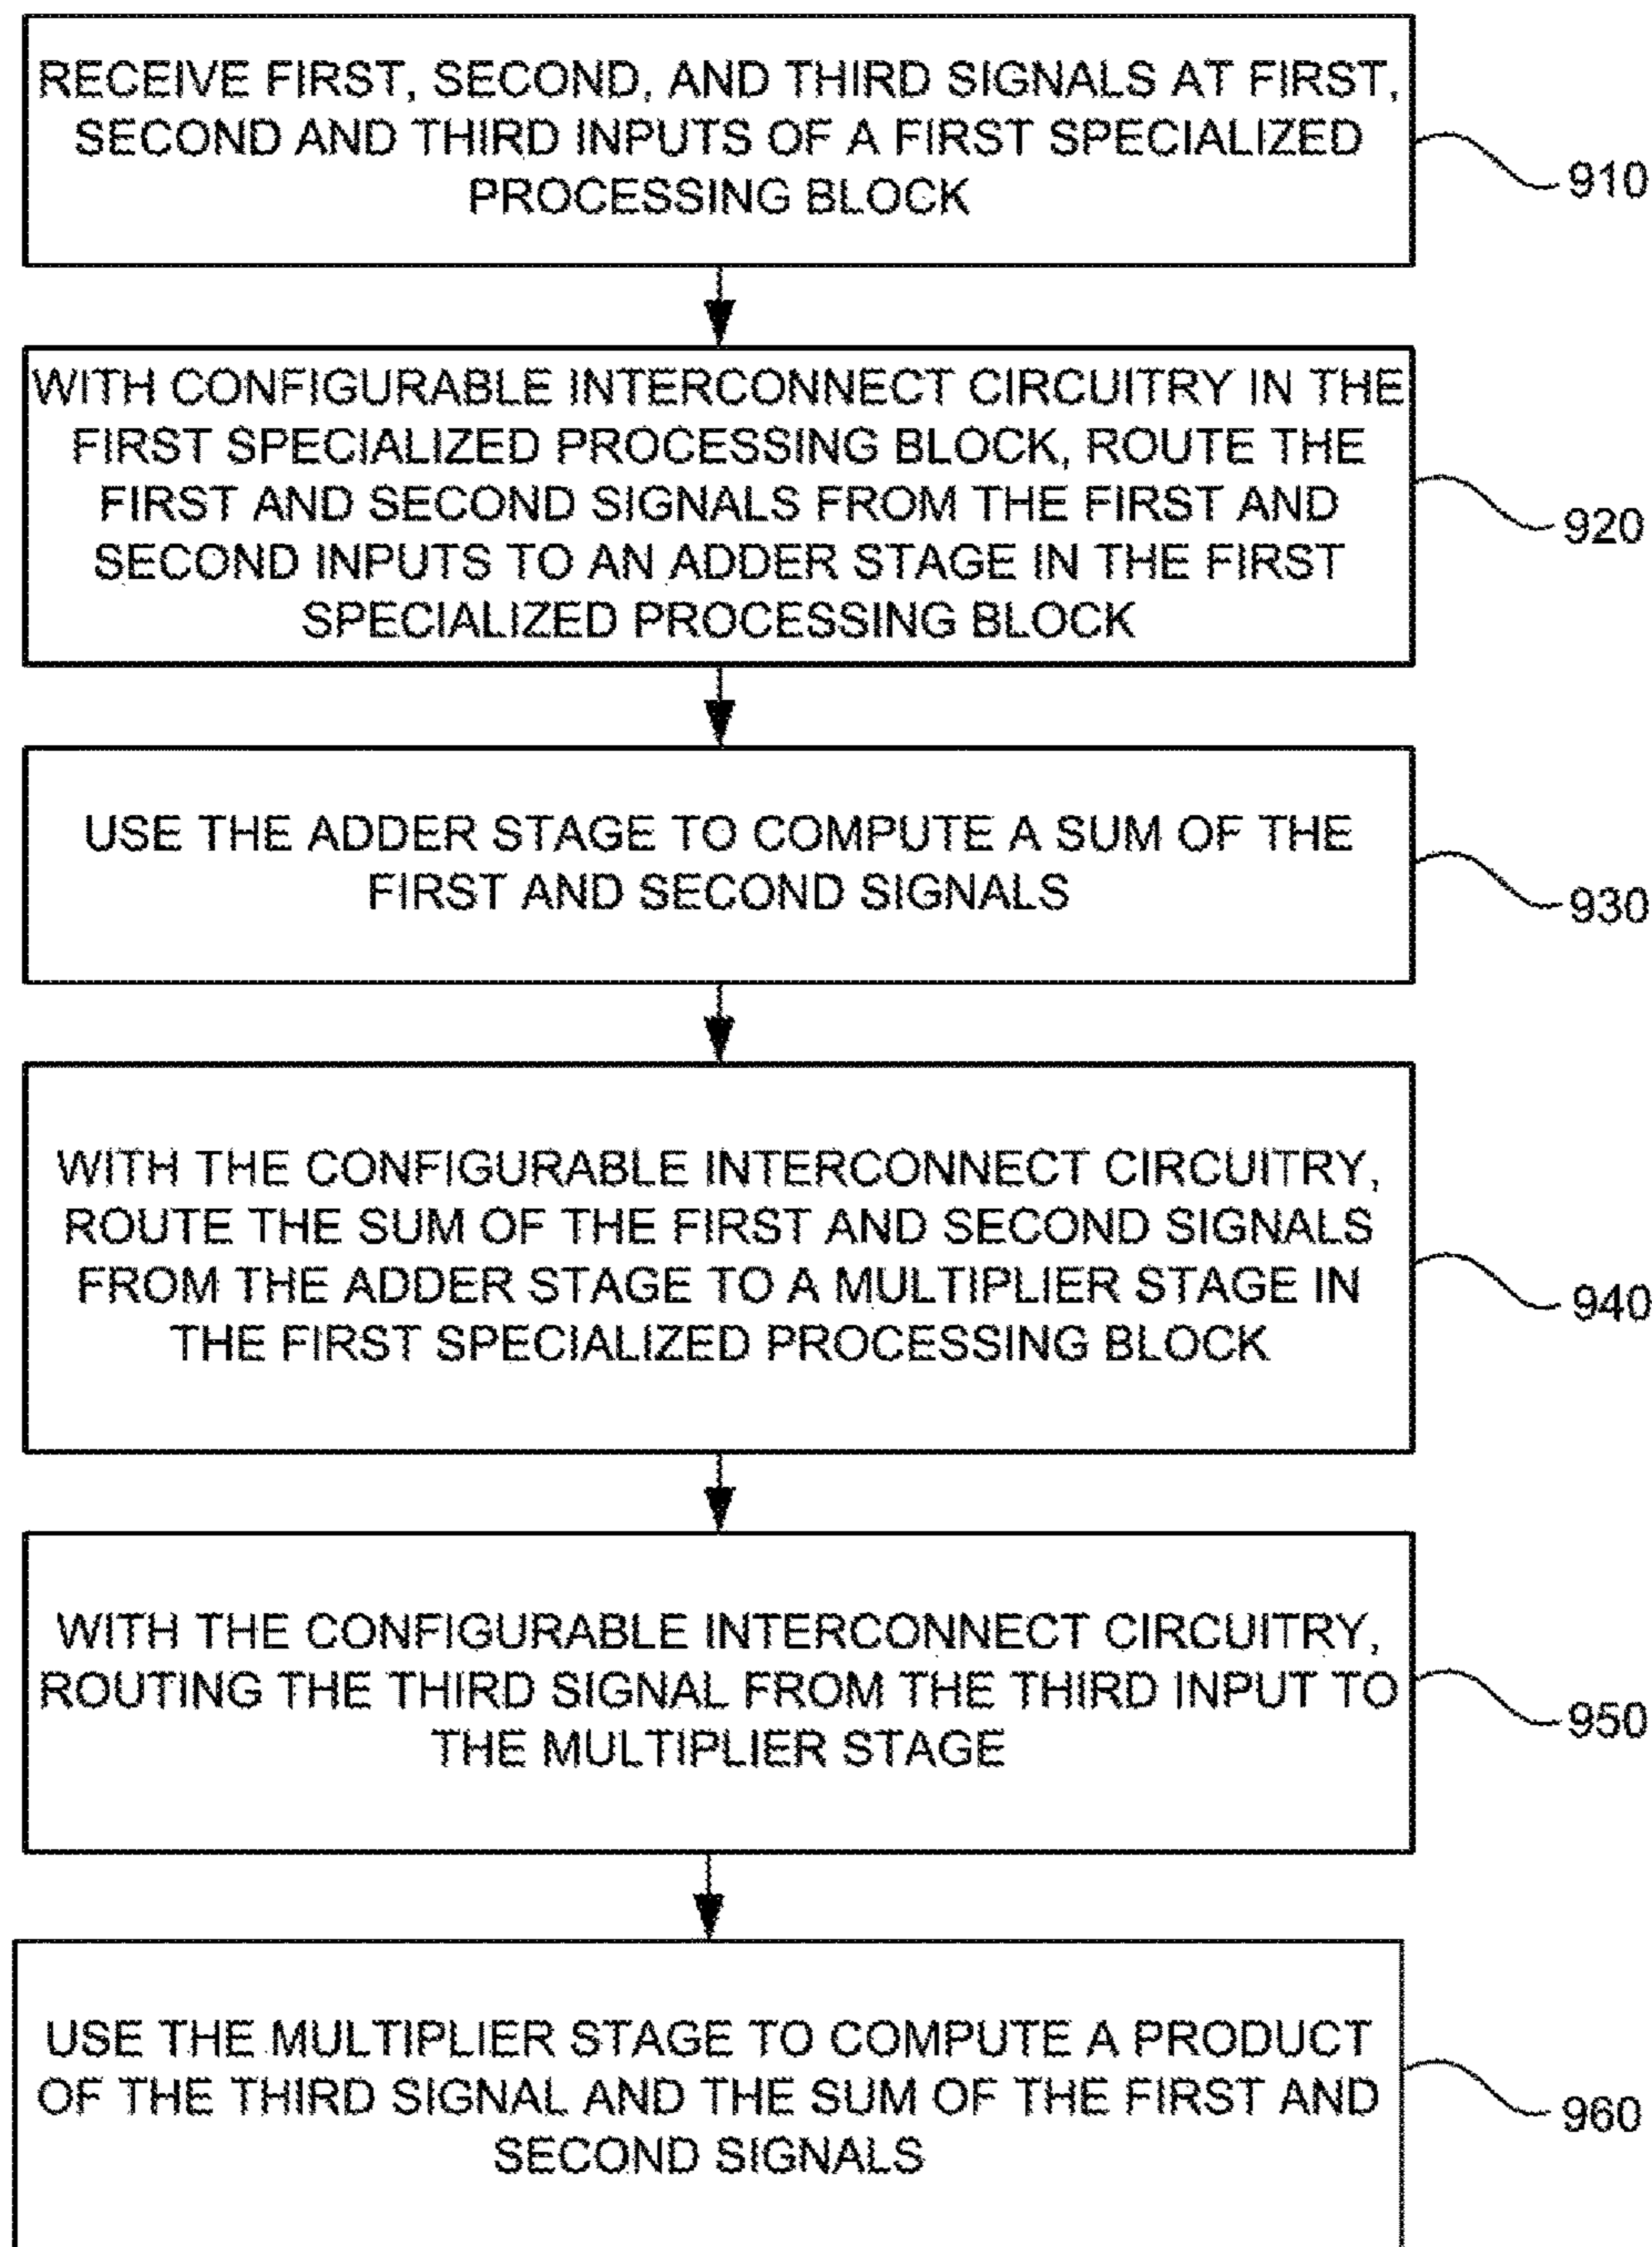 RECEIVE FIRST, SECOND, AND THIRD SIGNALS AT FIRST,
SECOND AND THIRD INPUTS OF A FIRST SPECIALIZED
PROCESSING BLOCK
910
WITH CONFIGURABLE INTERCONNECT CIRCUITRY IN THE
FIRST SPECIALIZED PROCESSING BLOCK, ROUTE THE
FIRST AND SECOND SIGNALS FROM THE FIRST AND
SECOND INPUTS TO AN ADDER STAGE IN THE FIRST
SPECIALIZED PROCESSING BLOCK
920
USE THE ADDER STAGE TO COMPUTE A SUM OF THE
FIRST AND SECOND SIGNALS
930
WITH THE CONFIGURABLE INTERCONNECT CIRCUITRY,
ROUTE THE SUM OF THE FIRST AND SECOND SIGNALS
FROM THE ADDER STAGE TO A MULTIPLIER STAGE IN
THE FIRST SPECIALIZED PROCESSING BLOCK
940
WITH THE CONFIGURABLE INTERCONNECT CIRCUITRY,
ROUTING THE THIRD SIGNAL FROM THE THIRD INPUT TO
THE MULTIPLIER STAGE
950
USE THE MULTIPLIER STAGE TO COMPUTE A PRODUCT
OF THE THIRD SIGNAL AND THE SUM OF THE FIRST AND
SECOND SIGNALS
960